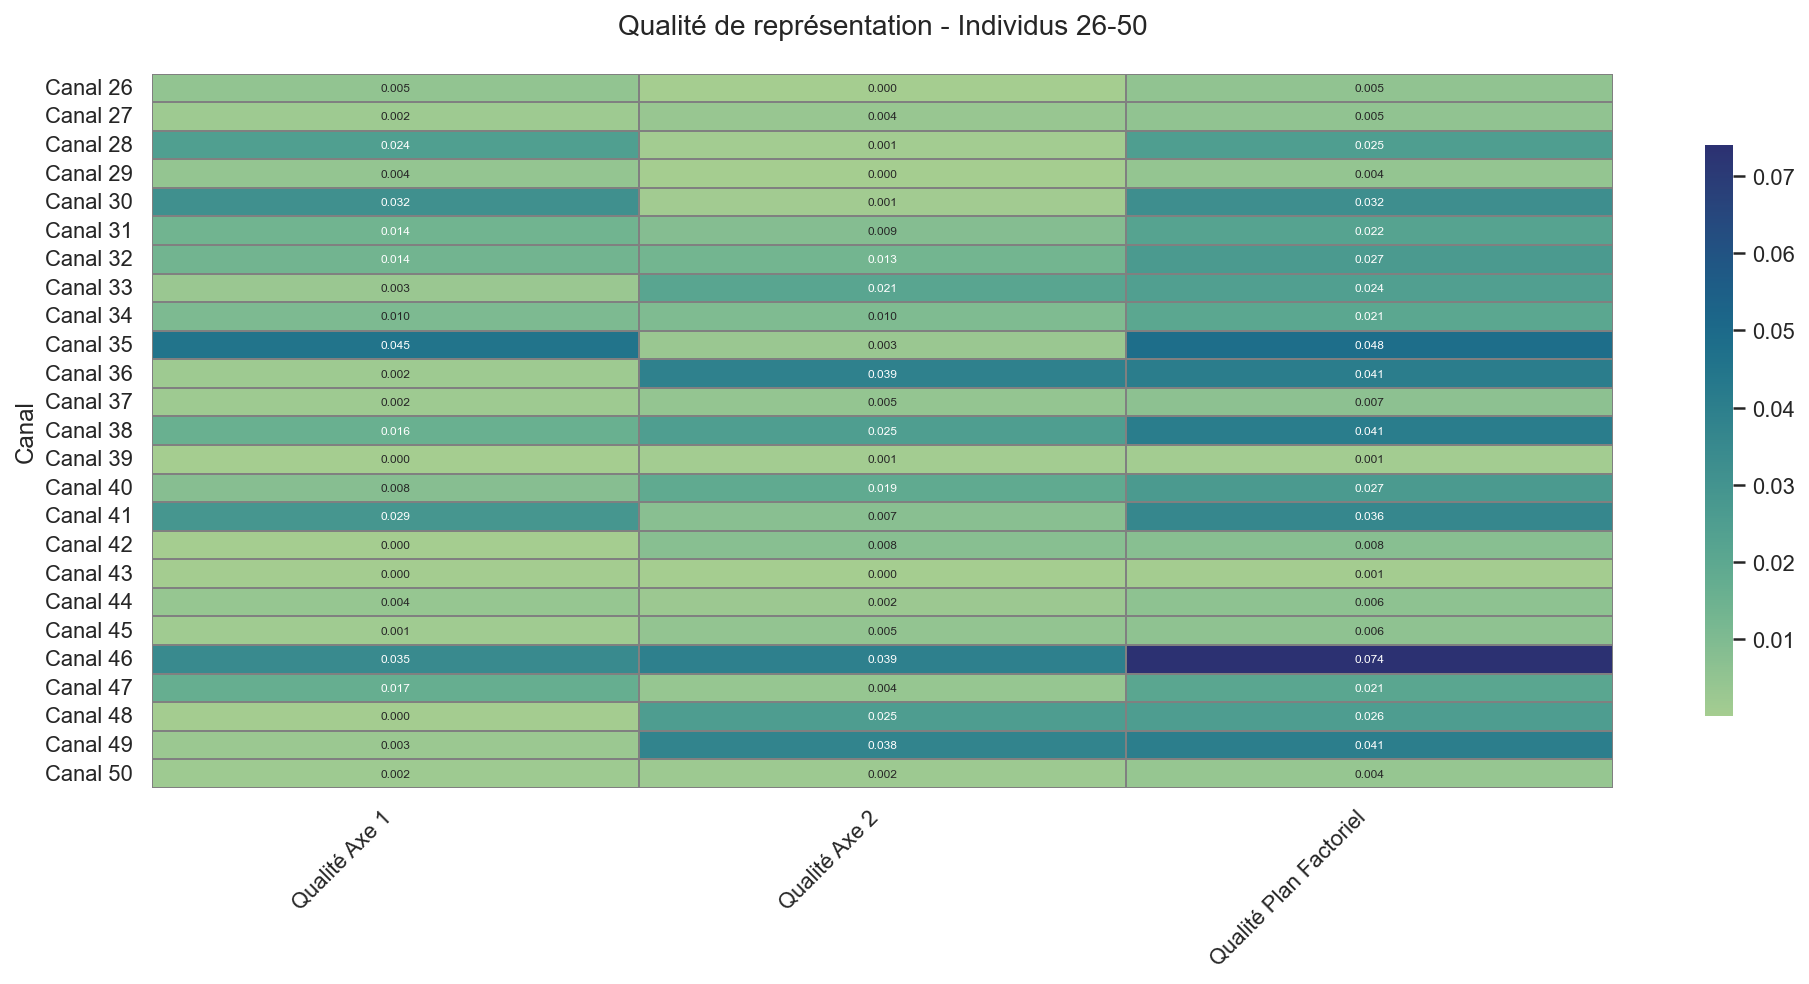 Qualité de représentation - Individus 26-50
Canal
Canal 26 0.005 0.000 0.005
Canal 27 0.002 0.004 0.005
Canal 28 0.024 0.001 0.025
Canal 29 0.004 0.000 0.004
Canal 30 0.032 0.001 0.032
Canal 31 0.014 0.009 0.022
Canal 32 0.014 0.013 0.027
Canal 33 0.003 0.021 0.024
Canal 34 0.010 0.010 0.021
Canal 35 0.045 0.003 0.048
Canal 36 0.002 0.039 0.041
Canal 37 0.002 0.005 0.007
Canal 38 0.016 0.025 0.041
Canal 39 0.000 0.001 0.001
Canal 40 0.008 0.019 0.027
Canal 41 0.029 0.007 0.036
Canal 42 0.000 0.008 0.008
Canal 43 0.000 0.000 0.001
Canal 44 0.004 0.002 0.006
Canal 45 0.001 0.005 0.006
Canal 46 0.035 0.039 0.074
Canal 47 0.017 0.004 0.021
Canal 48 0.000 0.025 0.026
Canal 49 0.003 0.038 0.041
Canal 50 0.002 0.002 0.004
Qualité Axe 1
Qualité Axe 2
Qualité Plan Factoriel
0.07
0.06
0.05
0.04
0.03
0.02
0.01